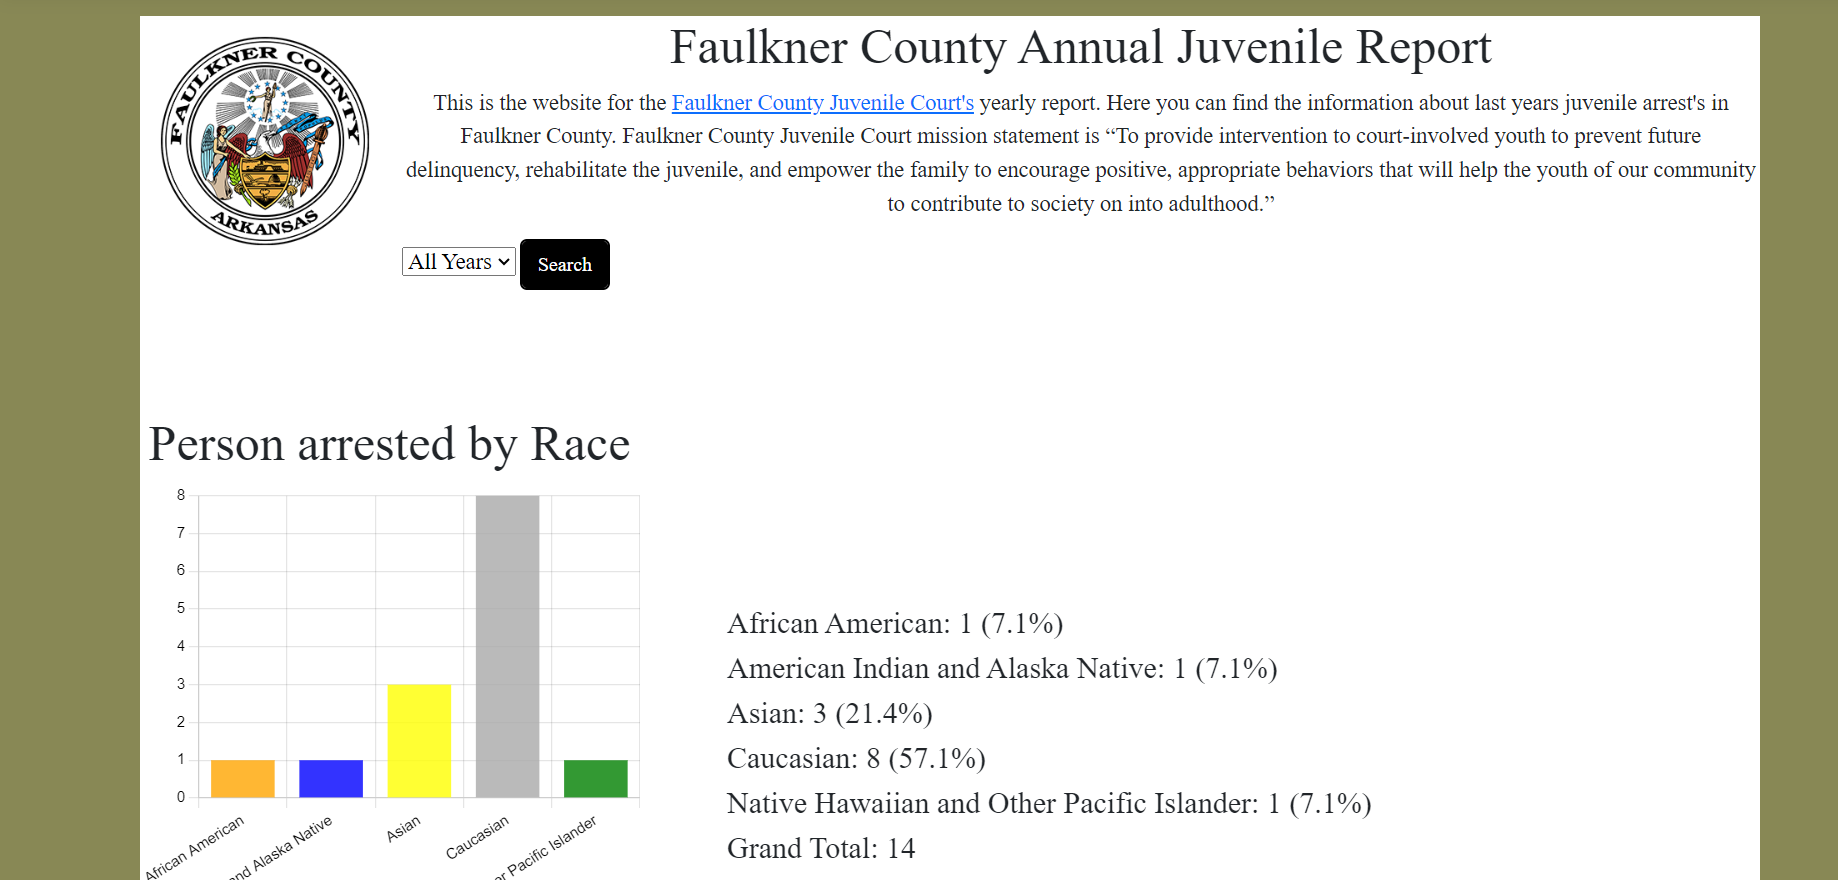 FAULKNER COUNTY
ARKANSAS
Faulkner County Annual Juvenile Report
This is the website for the Faulkner County Juvenile Court's yearly report. Here you can find the information about last years juvenile arrest's in
Faulkner County. Faulkner County Juvenile Court mission statement is “To provide intervention to court-involved youth to prevent future
delinquency, rehabilitate the juvenile, and empower the family to encourage positive, appropriate behaviors that will help the youth of our community
to contribute to society on into adulthood.”
All Years
Search
Person arrested by Race
8
7
6
5
4
3
2
1
0
African American
and Alaska Native
Asian
Caucasian
er Pacific Islander
African American: 1 (7.1%)
American Indian and Alaska Native: 1 (7.1%)
Asian: 3 (21.4%)
Caucasian: 8 (57.1%)
Native Hawaiian and Other Pacific Islander: 1 (7.1%)
Grand Total: 14